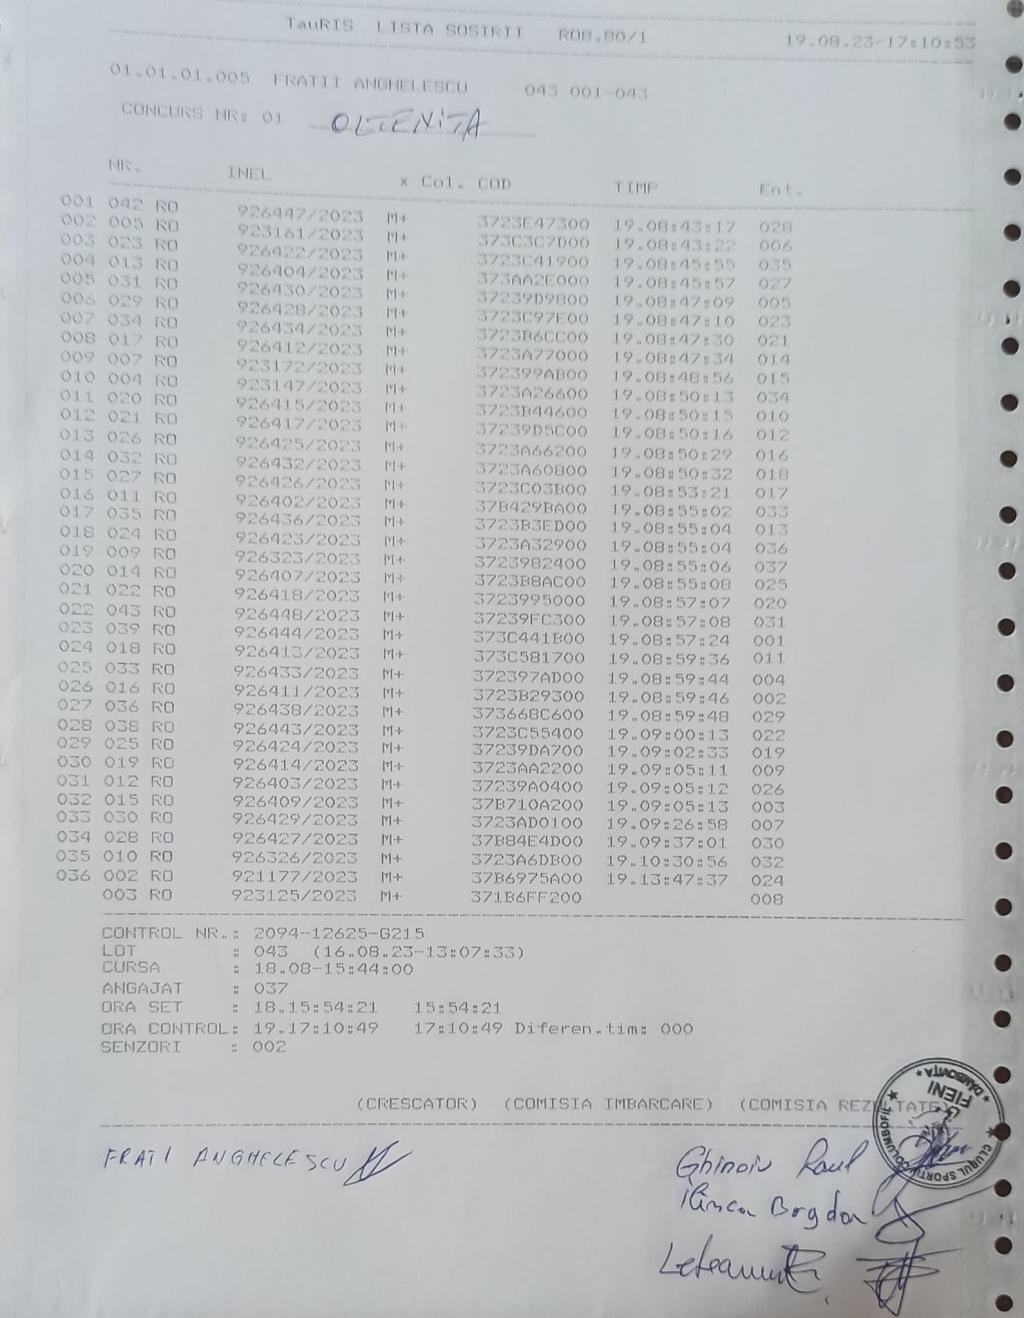 TauRIS LISTA SOSIRII RO8.80/1 19.08.23-17:10:53
01.01.01.005 FRATII ANGHELESCU 043 001-043
CONCURS NR: 01 OLTENITA
NR. INEL x Col. COD TIMP Ent.
001 042 RO 926447/2023 M+ 3723E47300 19.08:43:17 028
002 005 RO 923161/2023 M+ 373C3C7D00 19.08:43:22 006
003 023 RO 926422/2023 M+ 3723C41900 19.08:45:55 035
004 013 RO 926404/2023 M+ 373AA2E000 19.08:45:57 027
005 031 RO 926430/2023 M+ 37239D9800 19.08:47:09 005
006 029 RO 926428/2023 M+ 3723C97E00 19.08:47:10 023
007 034 RO 926434/2023 M+ 3723B6CC00 19.08:47:30 021
008 017 RO 926412/2023 M+ 3723A77000 19.08:47:34 014
009 007 RO 923172/2023 M+ 372399AB00 19.08:48:56 015
010 004 RO 923147/2023 M+ 3723A26600 19.08:50:13 034
011 020 RO 926415/2023 M+ 3723B44600 19.08:50:15 010
012 021 RO 926417/2023 M+ 37239D5C00 19.08:50:16 012
013 026 RO 926425/2023 M+ 3723A66200 19.08:50:29 016
014 032 RO 926432/2023 M+ 3723A60800 19.08:50:32 018
015 027 RO 926426/2023 M+ 3723C03B00 19.08:53:21 017
016 011 RO 926402/2023 M+ 37B429BA00 19.08:55:02 033
017 035 RO 926436/2023 M+ 3723B3ED00 19.08:55:04 013
018 024 RO 926423/2023 M+ 3723A32900 19.08:55:04 036
019 009 RO 926323/2023 M+ 3723982400 19.08:55:06 037
020 014 RO 926407/2023 M+ 3723B8AC00 19.08:55:08 025
021 022 RO 926418/2023 M+ 3723995000 19.08:57:07 020
022 043 RO 926448/2023 M+ 37239FC300 19.08:57:08 031
023 039 RO 926444/2023 M+ 373C441B00 19.08:57:24 001
024 018 RO 926413/2023 M+ 373C581700 19.08:59:36 011
025 033 RO 926433/2023 M+ 372397AD00 19.08:59:44 004
026 016 RO 926411/2023 M+ 3723B29300 19.08:59:46 002
027 036 RO 926438/2023 M+ 373668C600 19.08:59:48 029
028 038 RO 926443/2023 M+ 3723C55400 19.09:00:13 022
029 025 RO 926424/2023 M+ 37239DA700 19.09:02:33 019
030 019 RO 926414/2023 M+ 3723AA2200 19.09:05:11 009
031 012 RO 926403/2023 M+ 37239A0400 19.09:05:12 026
032 015 RO 926409/2023 M+ 37B710A200 19.09:05:13 003
033 030 RO 926429/2023 M+ 3723AD0100 19.09:26:58 007
034 028 RO 926427/2023 M+ 37B84E4D00 19.09:37:01 030
035 010 RO 926326/2023 M+ 3723A6DB00 19.10:30:56 032
036 002 RO 921177/2023 M+ 37B6975A00 19.13:47:37 024
003 RO 923125/2023 M+ 371B6FF200 008
CONTROL NR.: 2094-12625-G215
LOT : 043 (16.08.23-13:07:33)
CURSA : 18.08-15:44:00
ANGAJAT : 037
ORA SET : 18.15:54:21 15:54:21
ORA CONTROL: 19.17:10:49 17:10:49 Diferen.tim: 000
SENZORI : 002
(CRESCATOR) (COMISIA IMBARCARE) (COMISIA REZULTATE)
CLUBUL SPORTIV COLUMBOFIL
★ DAMBOVITA ★
FIENI
FRATI ANGHELESCU
Ghinoiu Raul
Ilinca Bogdan